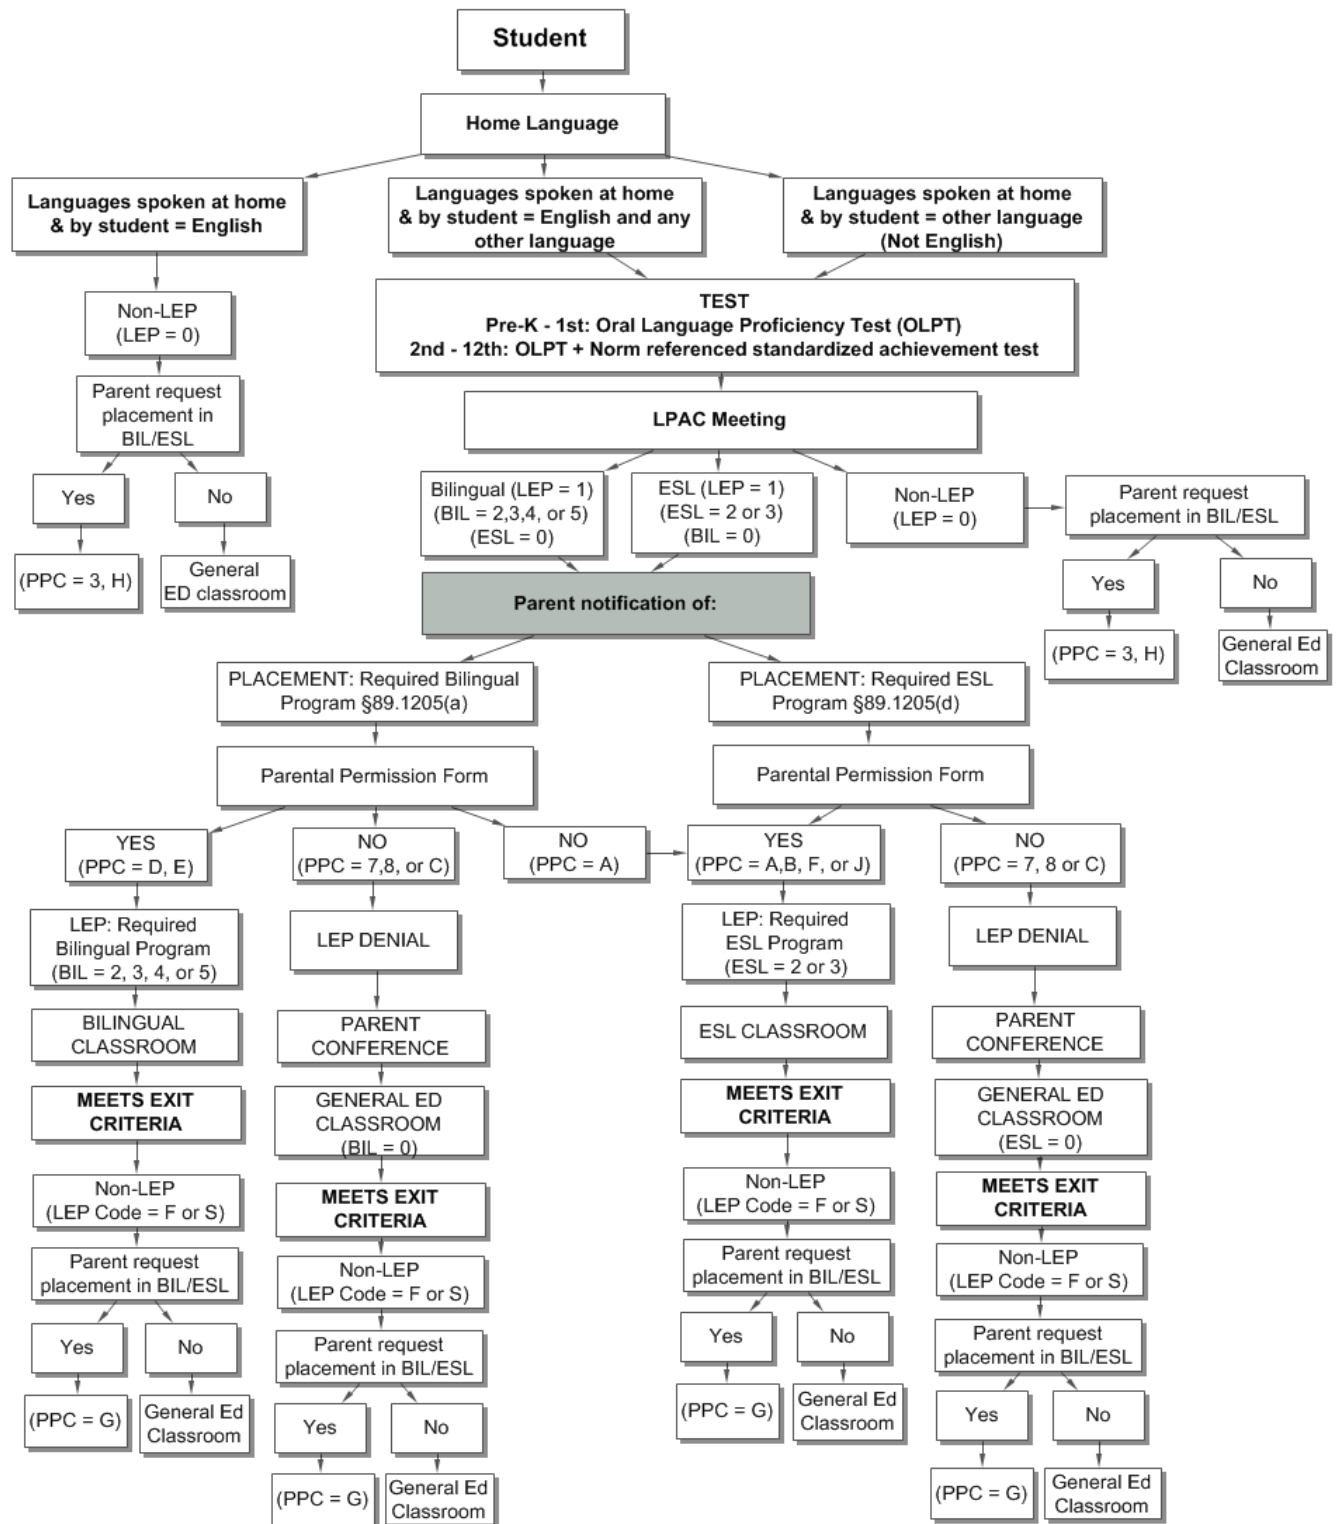 Student
Home Language
Languages spoken at home
& by student = English
Languages spoken at home
& by student = English and any
other language
Languages spoken at home
& by student = other language
(Not English)
Non-LEP
(LEP = 0)
Parent request
placement in
BIL/ESL
Yes
No
(PPC = 3, H)
General
ED classroom
TEST
Pre-K - 1st: Oral Language Proficiency Test (OLPT)
2nd - 12th: OLPT + Norm referenced standardized achievement test
LPAC Meeting
Bilingual (LEP = 1)
(BIL = 2,3,4, or 5)
(ESL = 0)
ESL (LEP = 1)
(ESL = 2 or 3)
(BIL = 0)
Non-LEP
(LEP = 0)
Parent request
placement in BIL/ESL
Yes
No
(PPC = 3, H)
General Ed
Classroom
Parent notification of:
PLACEMENT: Required Bilingual
Program §89.1205(a)
PLACEMENT: Required ESL
Program §89.1205(d)
Parental Permission Form
Parental Permission Form
YES
(PPC = D, E)
NO
(PPC = 7,8, or C)
NO
(PPC = A)
YES
(PPC = A,B, F, or J)
NO
(PPC = 7, 8 or C)
LEP: Required
Bilingual Program
(BIL = 2, 3, 4, or 5)
BILINGUAL
CLASSROOM
MEETS EXIT
CRITERIA
Non-LEP
(LEP Code = F or S)
Parent request
placement in BIL/ESL
Yes
No
(PPC = G)
General Ed
Classroom
LEP DENIAL
PARENT
CONFERENCE
GENERAL ED
CLASSROOM
(BIL = 0)
MEETS EXIT
CRITERIA
Non-LEP
(LEP Code = F or S)
Parent request
placement in BIL/ESL
Yes
No
(PPC = G)
General Ed
Classroom
LEP: Required
ESL Program
(ESL = 2 or 3)
ESL CLASSROOM
MEETS EXIT
CRITERIA
Non-LEP
(LEP Code = F or S)
Parent request
placement in BIL/ESL
Yes
No
(PPC = G)
General Ed
Classroom
LEP DENIAL
PARENT
CONFERENCE
GENERAL ED
CLASSROOM
(ESL = 0)
MEETS EXIT
CRITERIA
Non-LEP
(LEP Code = F or S)
Parent request
placement in BIL/ESL
Yes
No
(PPC = G)
General Ed
Classroom